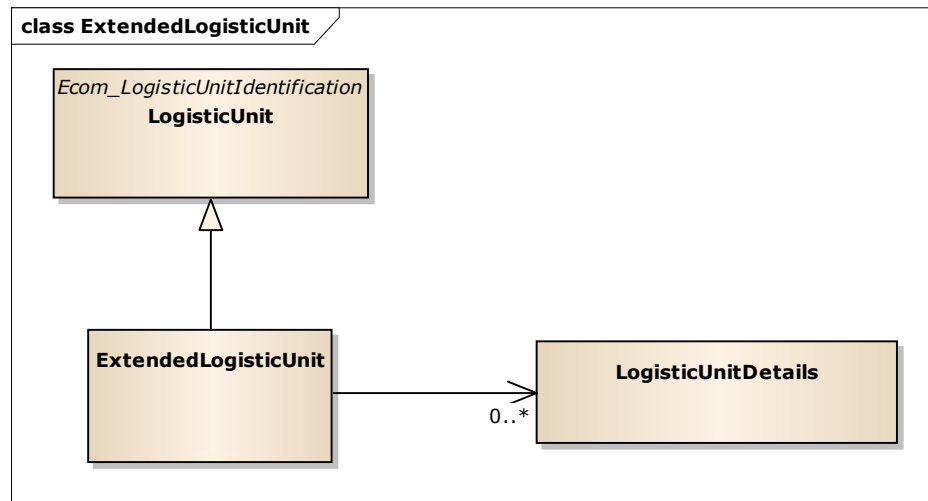 class ExtendedLogisticUnit
Ecom_LogisticUnitIdentification
LogisticUnit
ExtendedLogisticUnit
LogisticUnitDetails
0..*